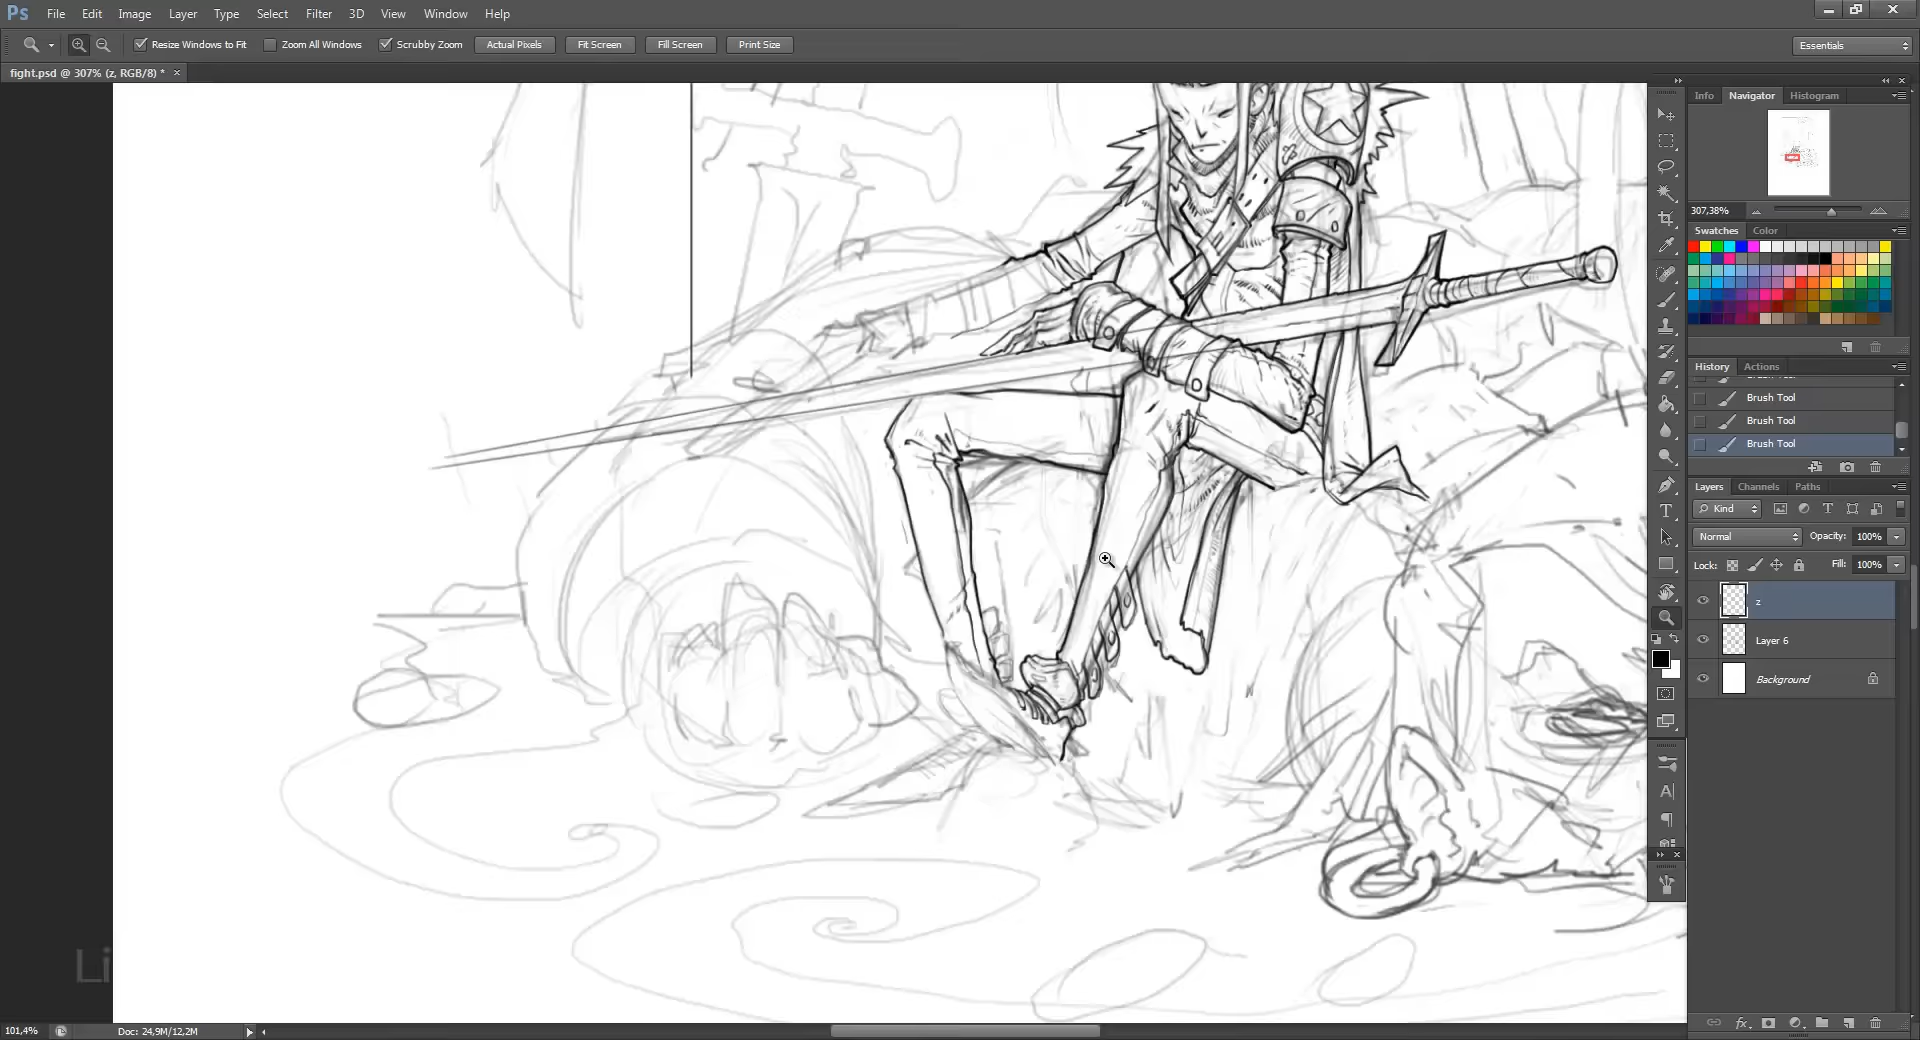 Ps File Edit Image Layer Type Select Filter 3D View Window Help
Resize Windows to Fit Zoom All Windows Scrubby Zoom Actual Pixels Fit Screen Fill Screen Print Size Essentials
fight.psd @ 307% (z, RGB/8) * ×
Info Navigator Histogram
307,38%
Swatches Color
History Actions
Brush Tool
Brush Tool
Brush Tool
Layers Channels Paths
Kind
Normal Opacity: 100%
Lock: Fill: 100%
z
Layer 6
Background
Li
101,4% Doc: 24,9M/12,2M